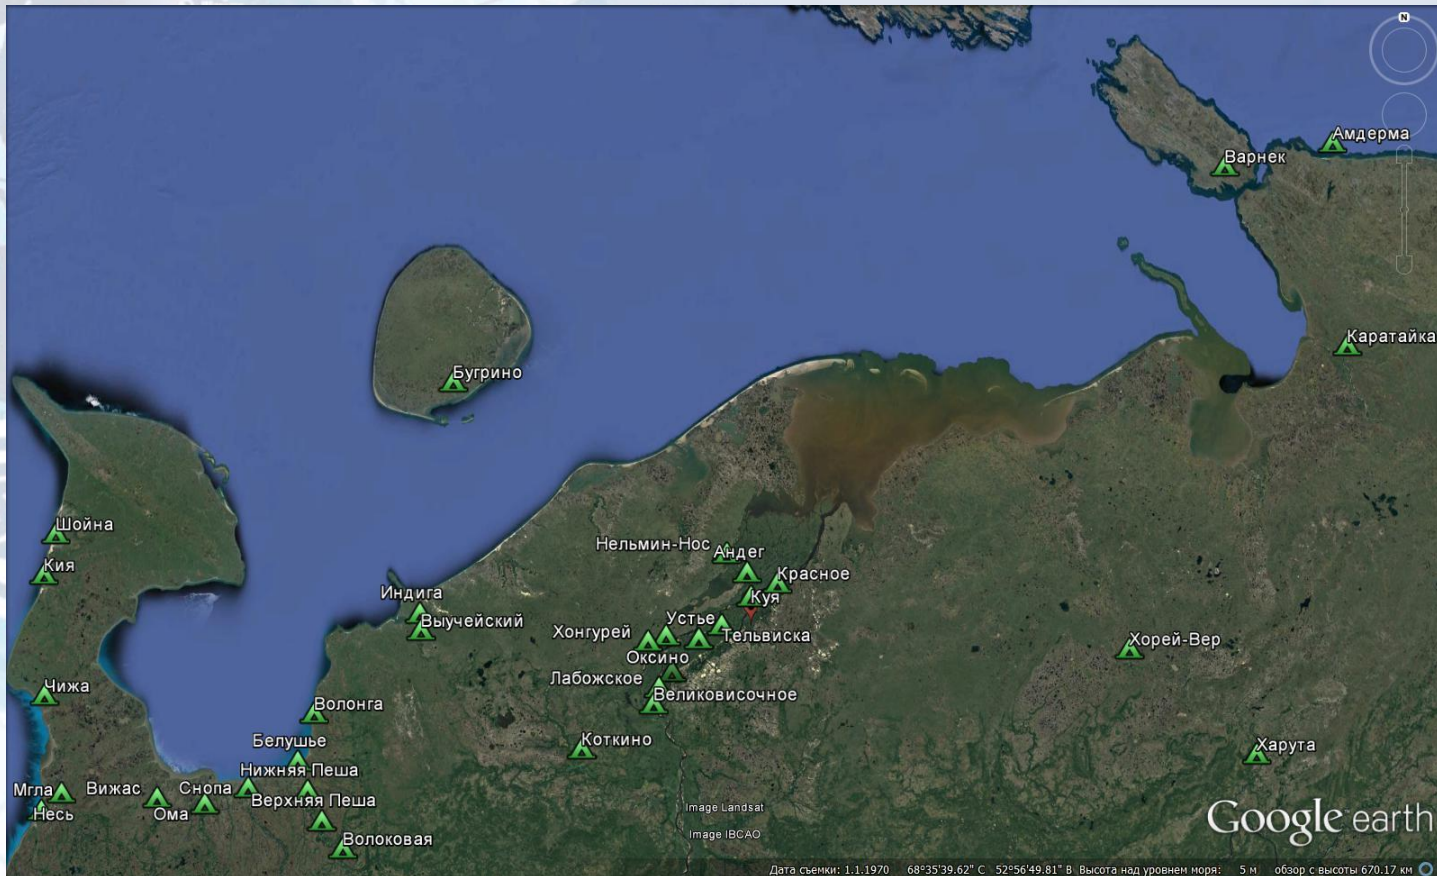 N
Амдерма
Варнек
Каратайка
Бугрино
Шойна
Кия
Нельмин-Нос
Андег
Красное
Куя
Индига
Выучейский
Устье
Хонгурей
Тельвиска
Оксино
Хорей-Вер
Лабожское
Великовисочное
Чижа
Волонга
Белушье
Коткино
Харута
Нижняя Пеша
Мгла
Вижас
Снопа
Верхняя Пеша
Несь
Ома
Волоковая
Image Landsat
Image IBCAO
Google earth
Дата съемки: 1.1.1970 68°35'39.62" С 52°56'49.81" В Высота над уровнем моря: 5 м обзор с высоты 670.17 км